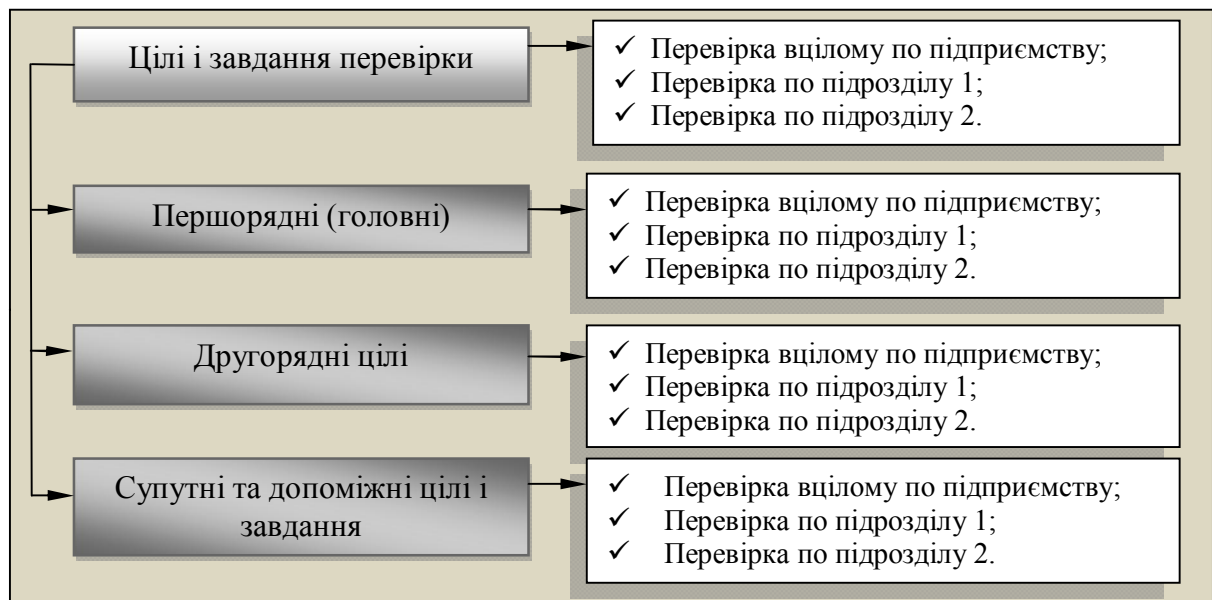 Цілі і завдання перевірки
✓ Перевірка вцілому по підприємству;
✓ Перевірка по підрозділу 1;
✓ Перевірка по підрозділу 2.
Першорядні (головні)
✓ Перевірка вцілому по підприємству;
✓ Перевірка по підрозділу 1;
✓ Перевірка по підрозділу 2.
Другорядні цілі
✓ Перевірка вцілому по підприємству;
✓ Перевірка по підрозділу 1;
✓ Перевірка по підрозділу 2.
Супутні та допоміжні цілі і
завдання
✓ Перевірка вцілому по підприємству;
✓ Перевірка по підрозділу 1;
✓ Перевірка по підрозділу 2.